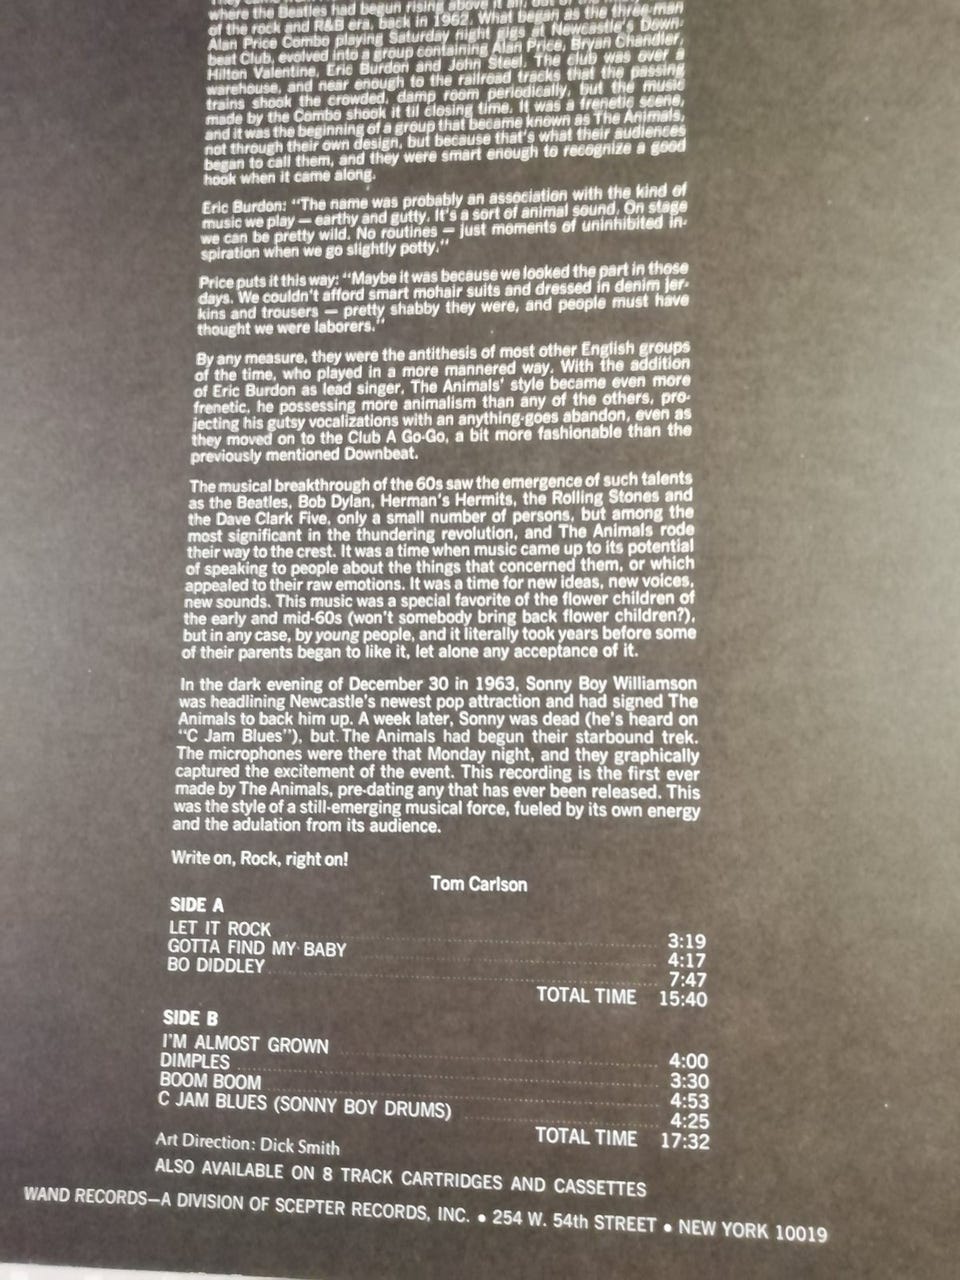 They came from
where the Beatles had begun rising above it all, out of the
of the rock and R&B era, back in 1962. What began as the three man
Alan Price Combo playing Saturday night gigs at Newcastle's Down-
beat Club, evolved into a group containing Alan Price, Bryan Chandler,
Hilton Valentine, Eric Burdon and John Steel. The club was over a
warehouse, and near enough to the railroad tracks that the passing
trains shook the crowded, damp room periodically, but the music
made by the Combo shook it til closing time. It was a frenetic scene,
and it was the beginning of a group that became known as The Animals,
not through their own design, but because that's what their audiences
began to call them, and they were smart enough to recognize a good
hook when it came along.
Eric Burdon: "The name was probably an association with the kind of
music we play — earthy and gutty. It's a sort of animal sound. On stage
we can be pretty wild. No routines — just moments of uninhibited in-
spiration when we go slightly potty."
Price puts it this way: "Maybe it was because we looked the part in those
days. We couldn't afford smart mohair suits and dressed in denim jer-
kins and trousers — pretty shabby they were, and people must have
thought we were laborers."
By any measure, they were the antithesis of most other English groups
of the time, who played in a more mannered way. With the addition
of Eric Burdon as lead singer, The Animals' style became even more
frenetic, he possessing more animalism than any of the others, pro-
jecting his gutsy vocalizations with an anything-goes abandon, even as
they moved on to the Club A Go-Go, a bit more fashionable than the
previously mentioned Downbeat.
The musical breakthrough of the 60s saw the emergence of such talents
as the Beatles, Bob Dylan, Herman's Hermits, the Rolling Stones and
the Dave Clark Five, only a small number of persons, but among the
most significant in the thundering revolution, and The Animals rode
their way to the crest. It was a time when music came up to its potential
of speaking to people about the things that concerned them, or which
appealed to their raw emotions. It was a time for new ideas, new voices,
new sounds. This music was a special favorite of the flower children of
the early and mid-60s (won't somebody bring back flower children?),
but in any case, by young people, and it literally took years before some
of their parents began to like it, let alone any acceptance of it.
In the dark evening of December 30 in 1963, Sonny Boy Williamson
was headlining Newcastle's newest pop attraction and had signed The
Animals to back him up. A week later, Sonny was dead (he's heard on
"C Jam Blues"), but The Animals had begun their starbound trek.
The microphones were there that Monday night, and they graphically
captured the excitement of the event. This recording is the first ever
made by The Animals, pre-dating any that has ever been released. This
was the style of a still-emerging musical force, fueled by its own energy
and the adulation from its audience.
Write on, Rock, right on!
Tom Carlson
SIDE A
LET IT ROCK 3:19
GOTTA FIND MY BABY 4:17
BO DIDDLEY 7:47
TOTAL TIME 15:40
SIDE B
I'M ALMOST GROWN 4:00
DIMPLES 3:30
BOOM BOOM 4:53
C JAM BLUES (SONNY BOY DRUMS) 4:25
TOTAL TIME 17:32
Art Direction: Dick Smith
ALSO AVAILABLE ON 8 TRACK CARTRIDGES AND CASSETTES
WAND RECORDS—A DIVISION OF SCEPTER RECORDS, INC. • 254 W. 54th STREET • NEW YORK 10019